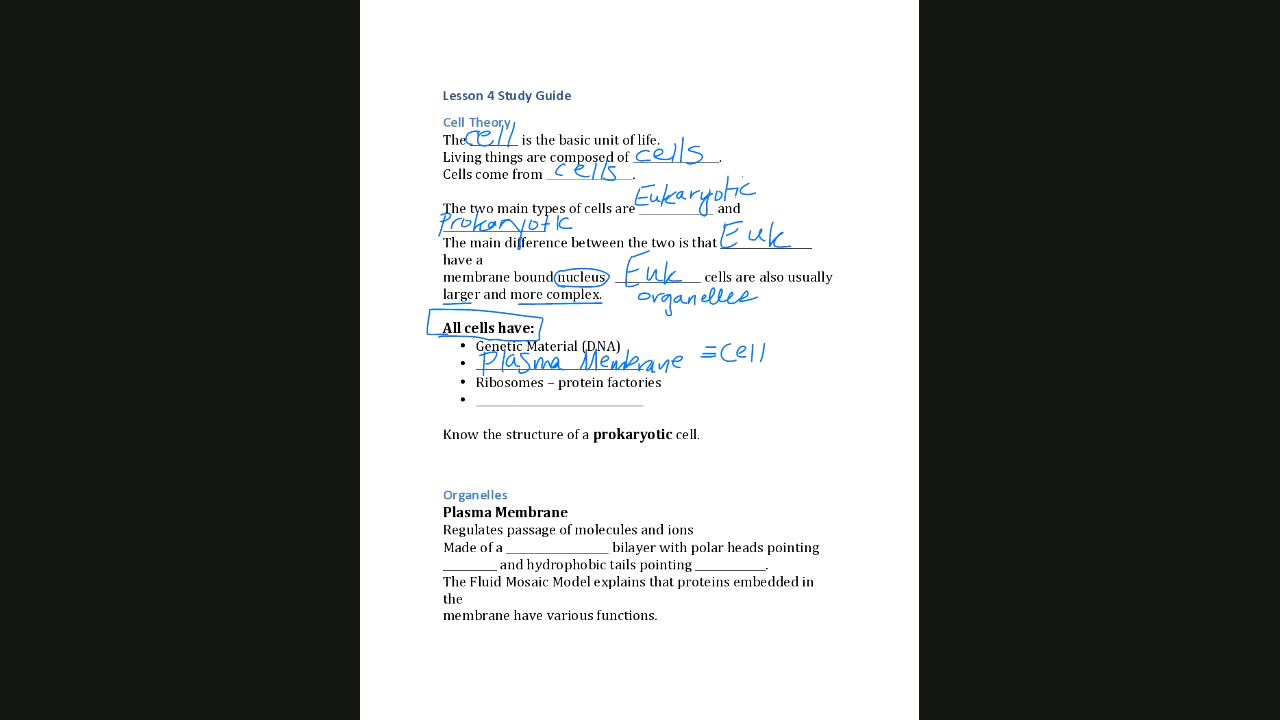 Lesson 4 Study Guide
Cell Theory
The cell is the basic unit of life.
Living things are composed of cells.
Cells come from cells.
The two main types of cells are Eukaryotic and
Prokaryotic
The main difference between the two is that Euk
have a
membrane bound nucleus. Euk cells are also usually
larger and more complex. organelles
All cells have:
• Genetic Material (DNA)
• Plasma Membrane = Cell
• Ribosomes – protein factories
• ________________________
Know the structure of a prokaryotic cell.
Organelles
Plasma Membrane
Regulates passage of molecules and ions
Made of a _______________ bilayer with polar heads pointing
________ and hydrophobic tails pointing __________.
The Fluid Mosaic Model explains that proteins embedded in
the
membrane have various functions.